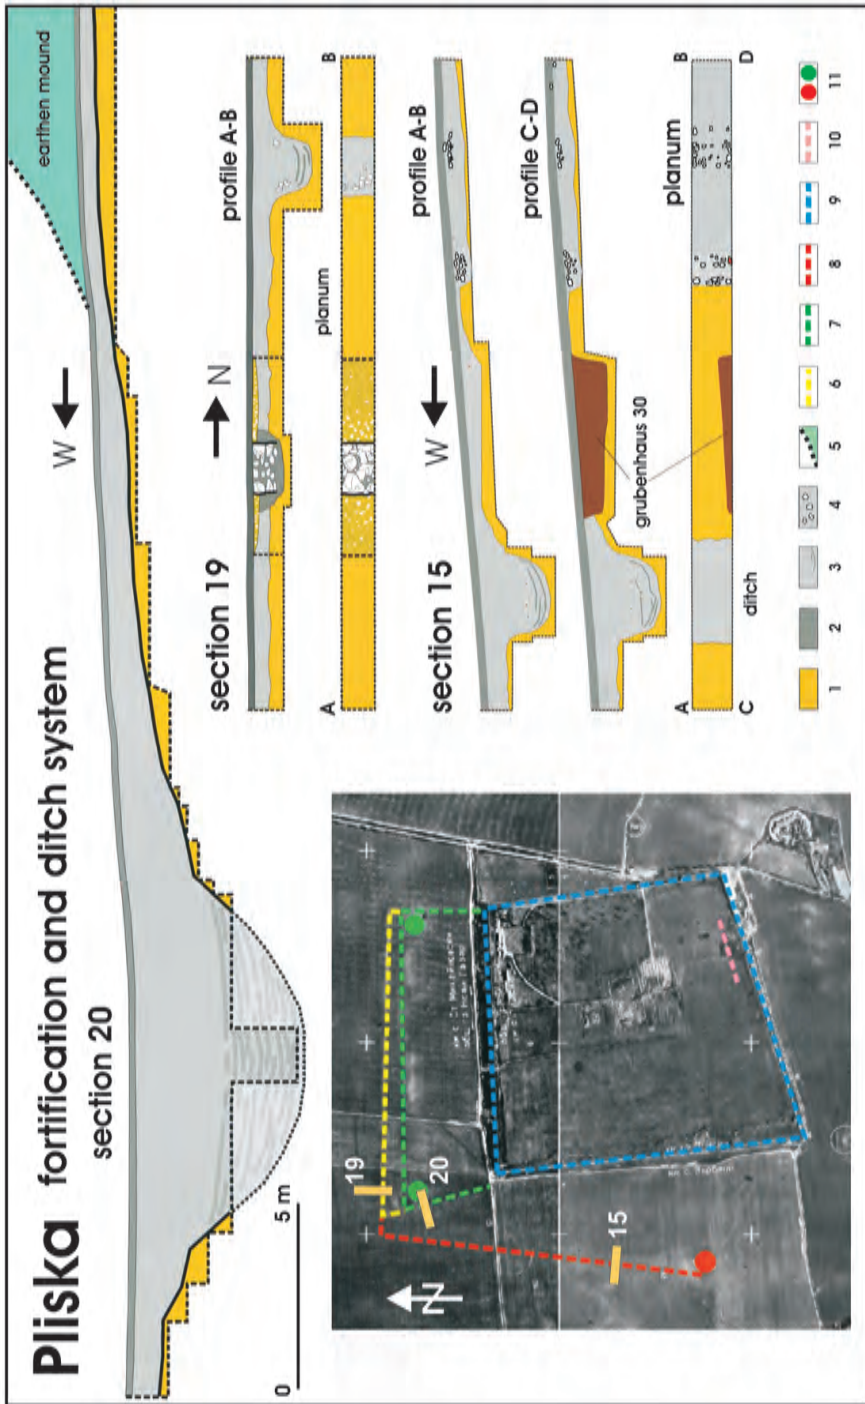 Pliska fortification and ditch system
section 20
W
earthen mound
0 5 m
section 19
N
profile A-B
planum
A B
section 15
W
profile A-B
profile C-D
grubenhaus 30
planum
A B
C D
ditch
N
19
20
15
1 2 3 4 5 6 7 8 9 10 11